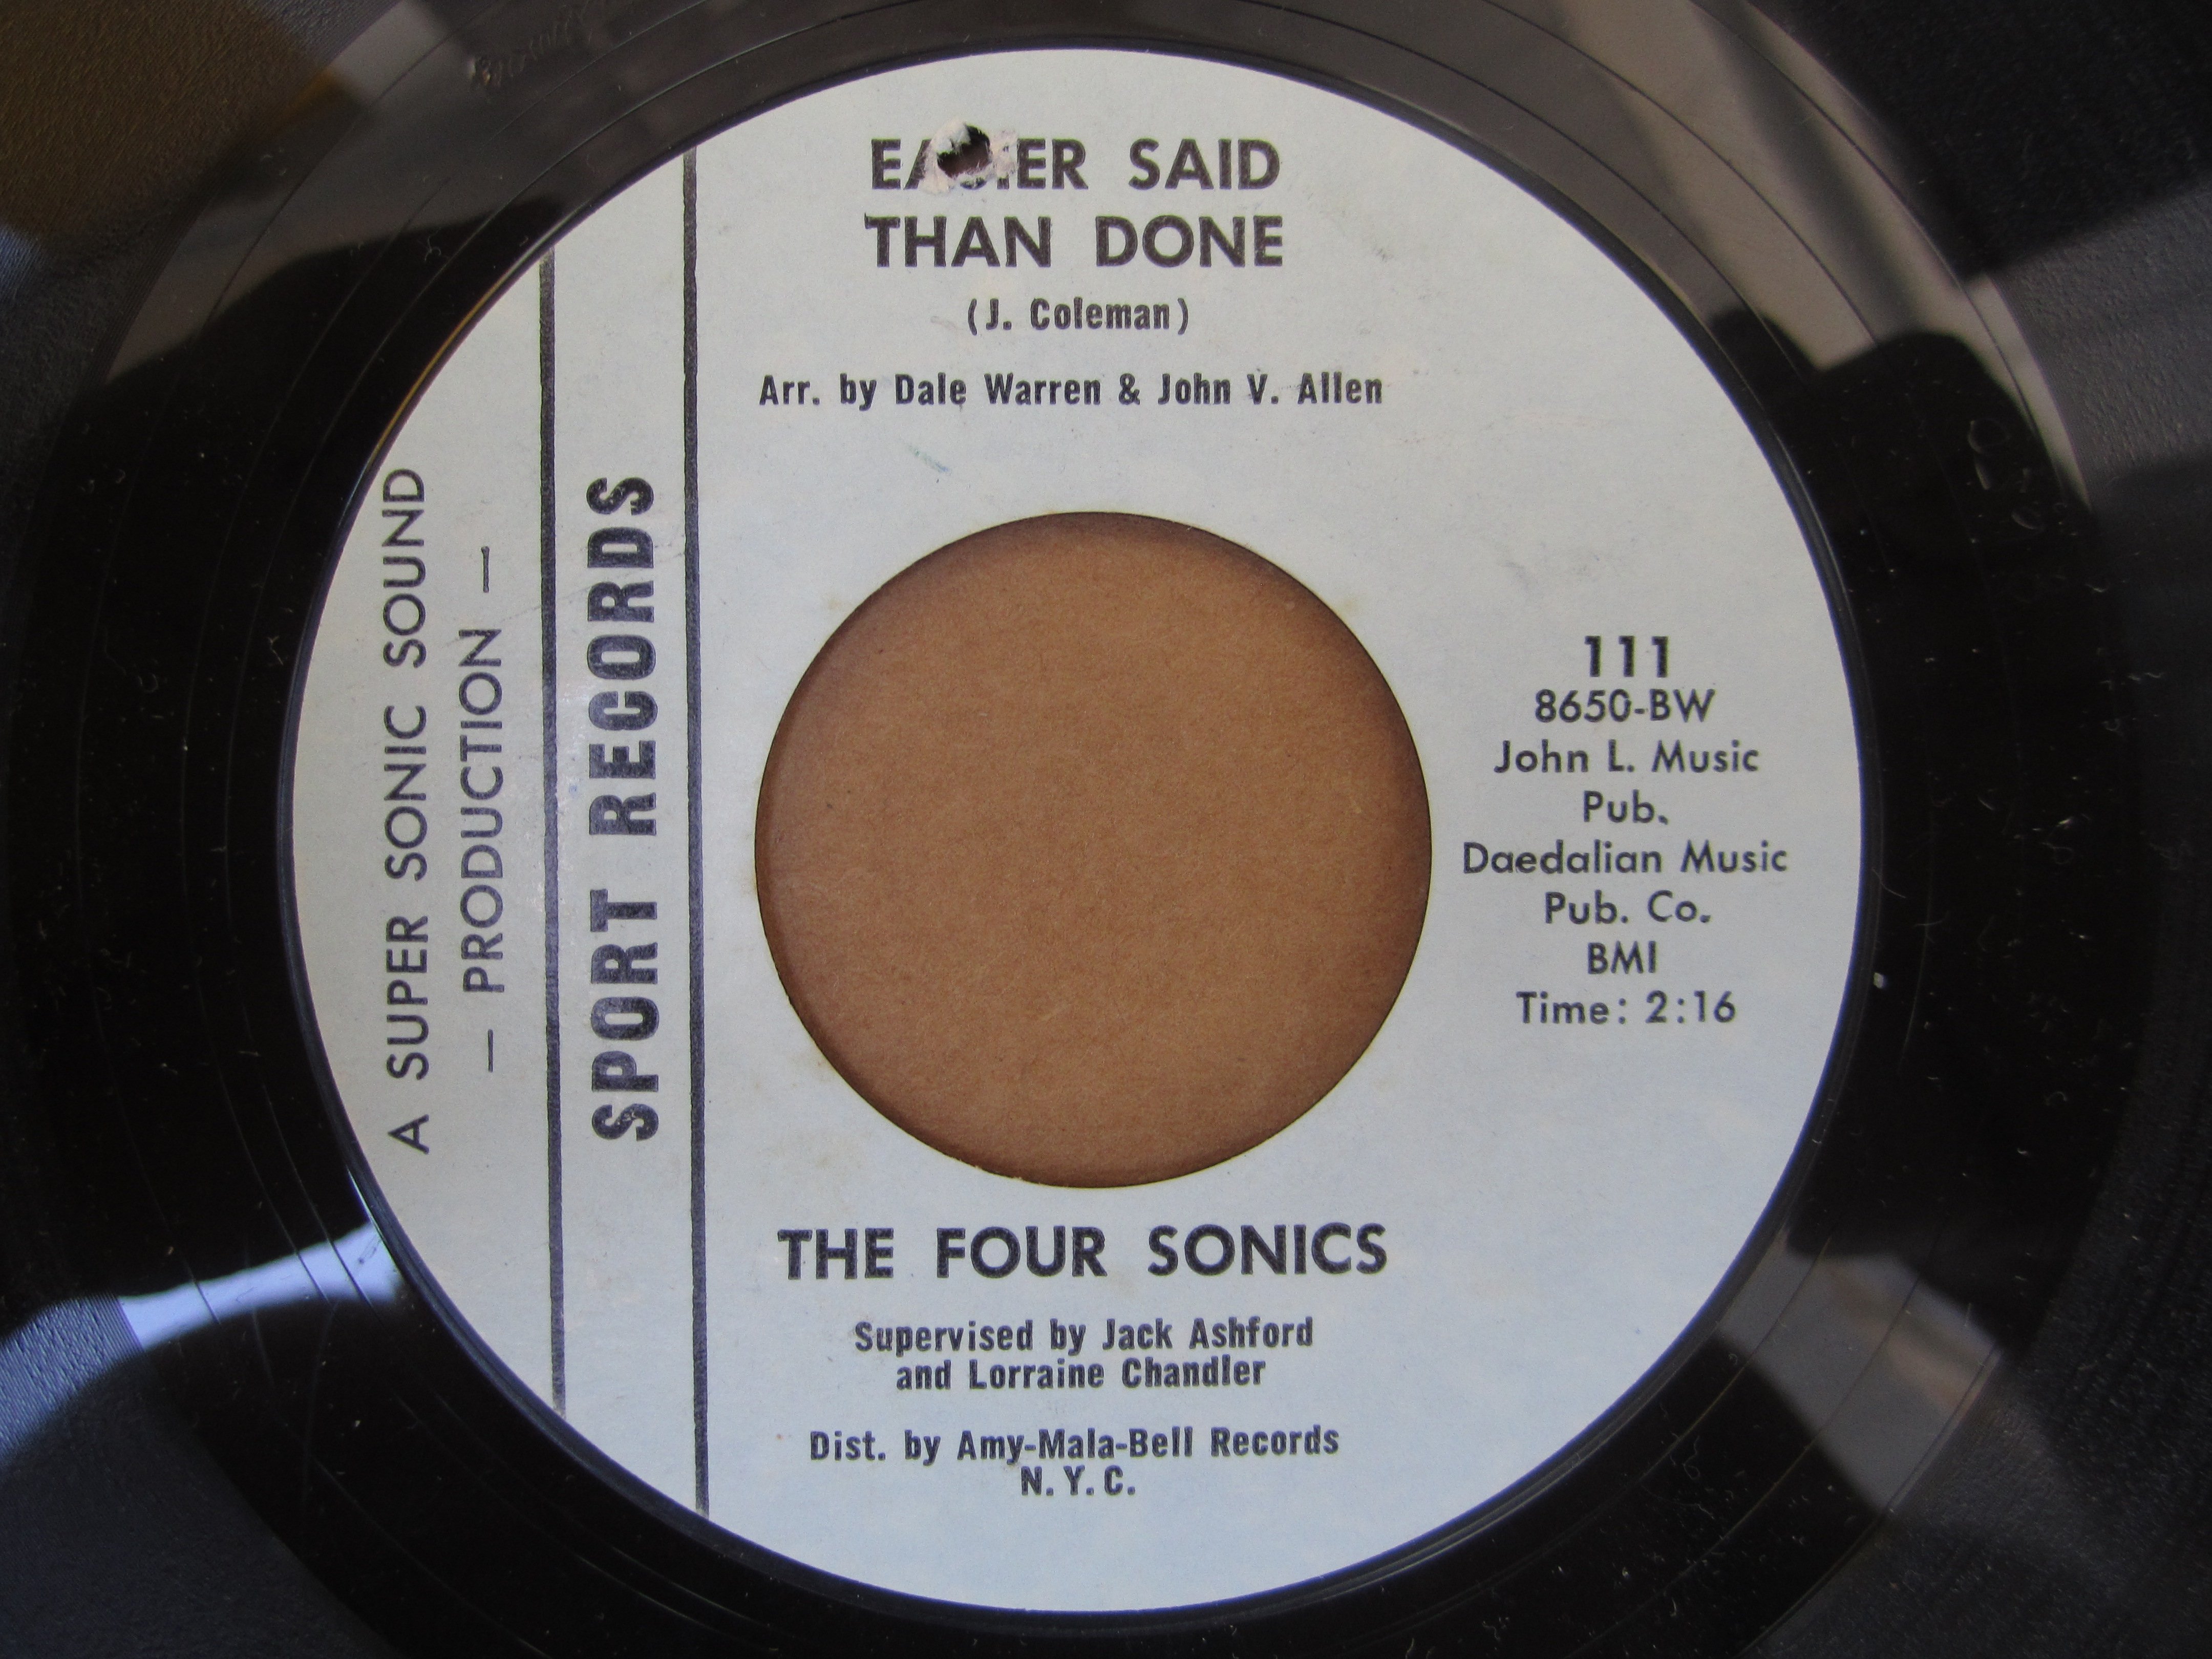 EASIER SAID
THAN DONE
(J. Coleman)
Arr. by Dale Warren & John V. Allen
A SUPER SONIC SOUND
— PRODUCTION —
SPORT RECORDS
111
8650-BW
John L. Music
Pub.
Daedalian Music
Pub. Co.
BMI
Time: 2:16
THE FOUR SONICS
Supervised by Jack Ashford
and Lorraine Chandler
Dist. by Amy-Mala-Bell Records
N. Y. C.